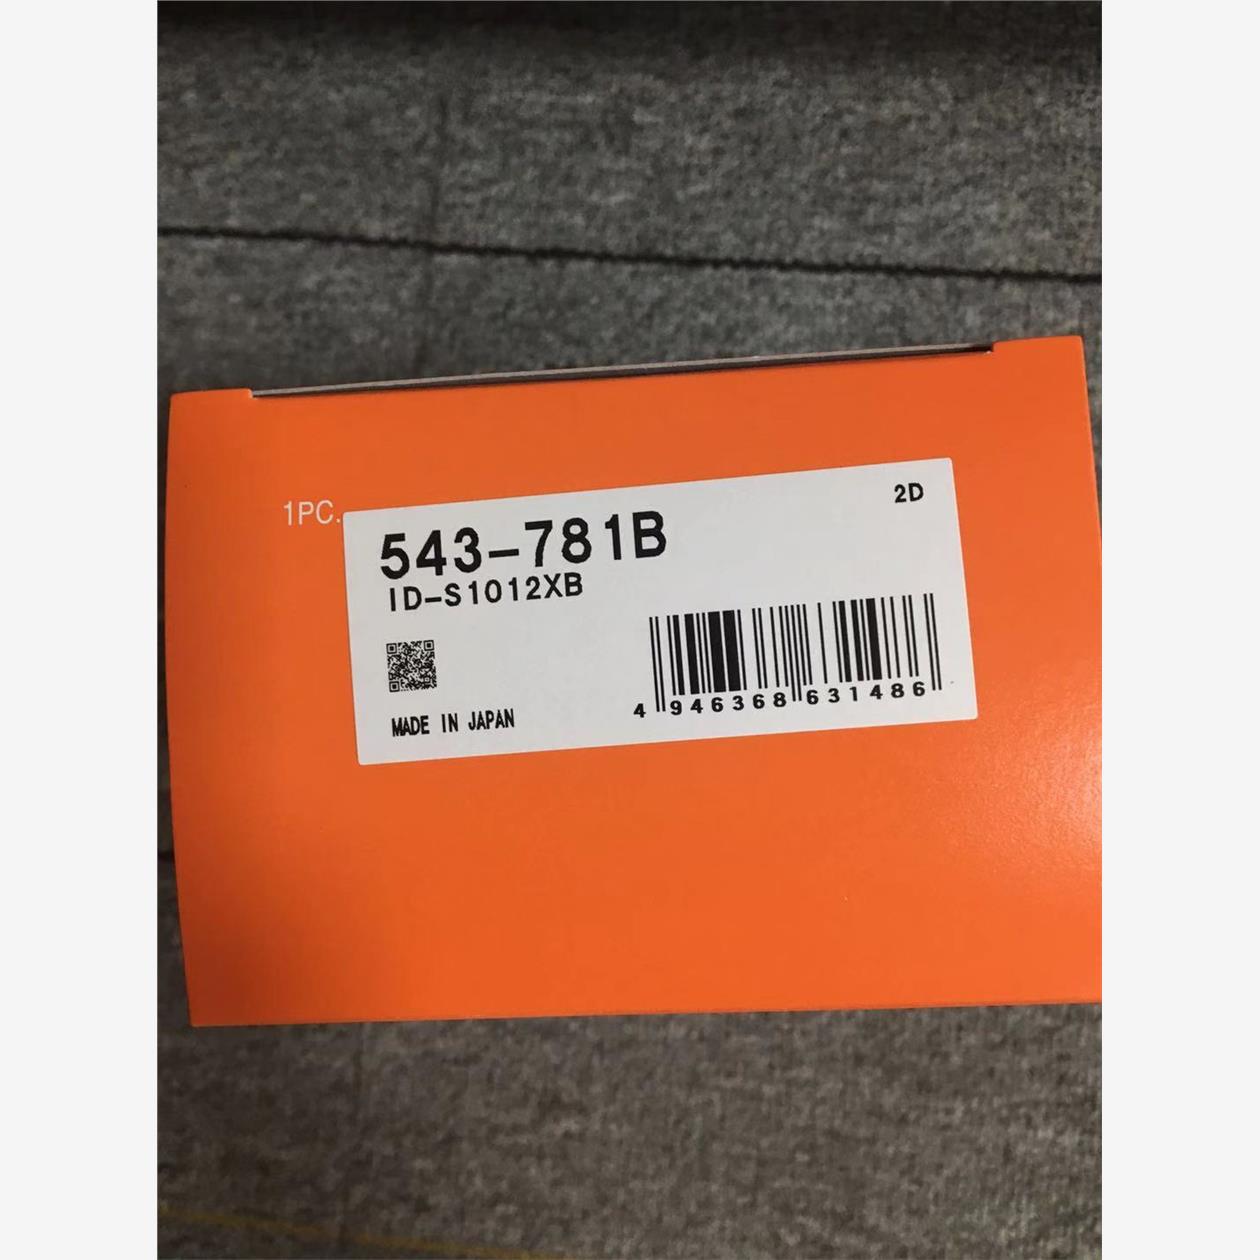 1PC.
2D
543-781B
ID-S1012XB
MADE IN JAPAN
4 946368 631486